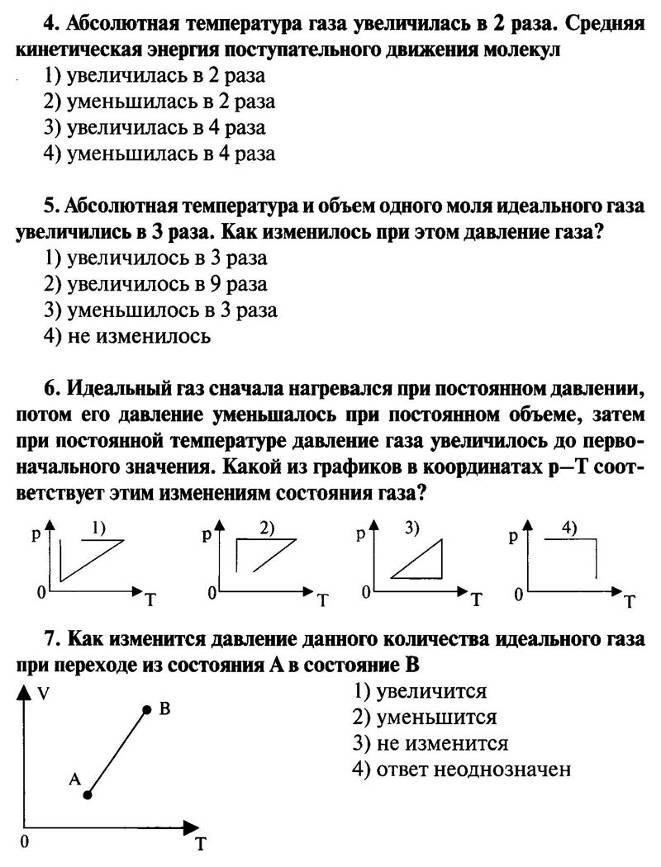 4. Абсолютная температура газа увеличилась в 2 раза. Средняя
кинетическая энергия поступательного движения молекул
1) увеличилась в 2 раза
2) уменьшилась в 2 раза
3) увеличилась в 4 раза
4) уменьшилась в 4 раза
5. Абсолютная температура и объем одного моля идеального газа
увеличились в 3 раза. Как изменилось при этом давление газа?
1) увеличилось в 3 раза
2) увеличилось в 9 раза
3) уменьшилось в 3 раза
4) не изменилось
6. Идеальный газ сначала нагревался при постоянном давлении,
потом его давление уменьшалось при постоянном объеме, затем
при постоянной температуре давление газа увеличилось до перво-
начального значения. Какой из графиков в координатах p—T соот-
ветствует этим изменениям состояния газа?
p 1) p 2) p 3) p 4)
0 T 0 T 0 T 0 T
7. Как изменится давление данного количества идеального газа
при переходе из состояния А в состояние В
V
B
A
0 T
1) увеличится
2) уменьшится
3) не изменится
4) ответ неоднозначен